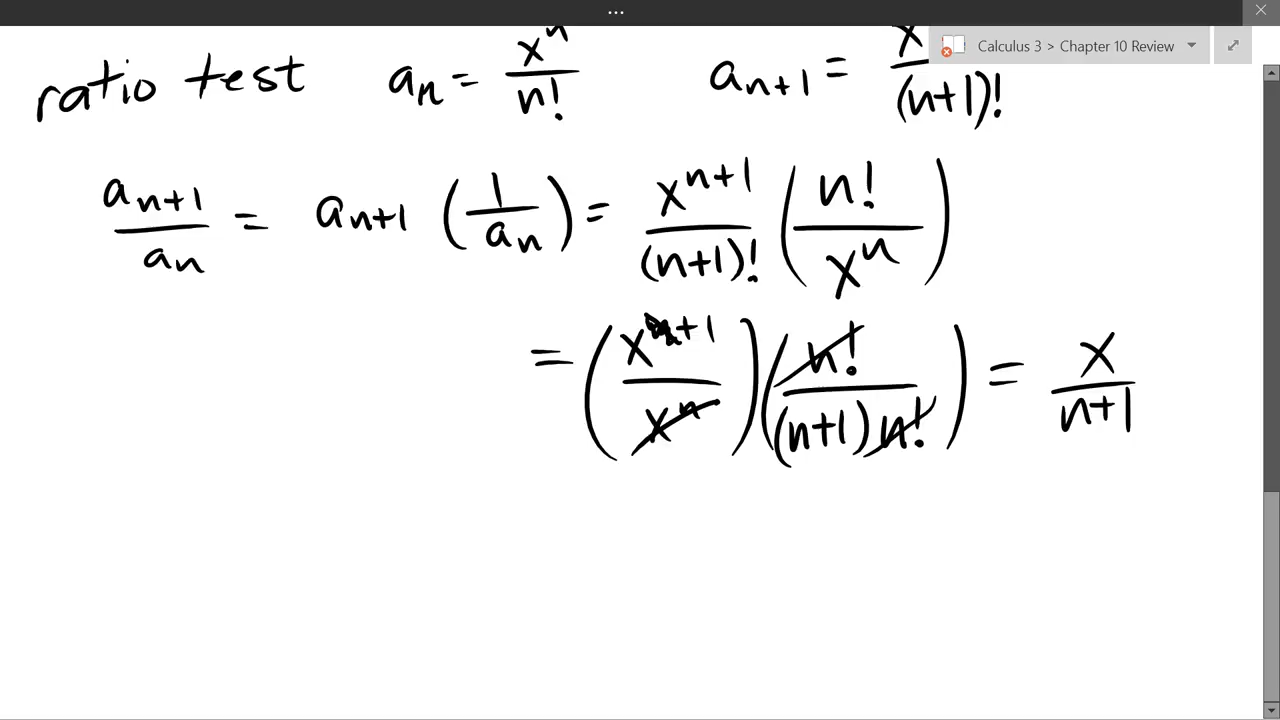 ...
Calculus 3 > Chapter 10 Review
ratio test aₙ = xⁿ/n! aₙ₊₁ = x/(n+1)!
aₙ₊₁/aₙ = aₙ₊₁ (1/aₙ) = xⁿ⁺¹/(n+1)! (n!/xⁿ)
= (xⁿ⁺¹/xⁿ)(n!/(n+1)n!) = x/n+1